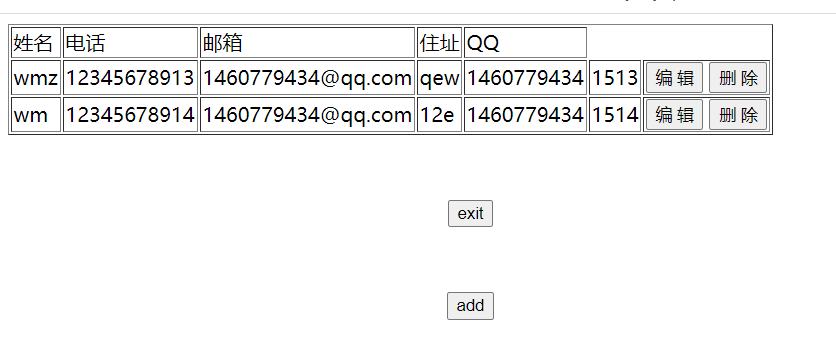 姓名 电话 邮箱 住址 QQ
wmz 12345678913 1460779434@qq.com qew 1460779434 1513 编 辑 删 除
wm 12345678914 1460779434@qq.com 12e 1460779434 1514 编 辑 删 除
exit
add